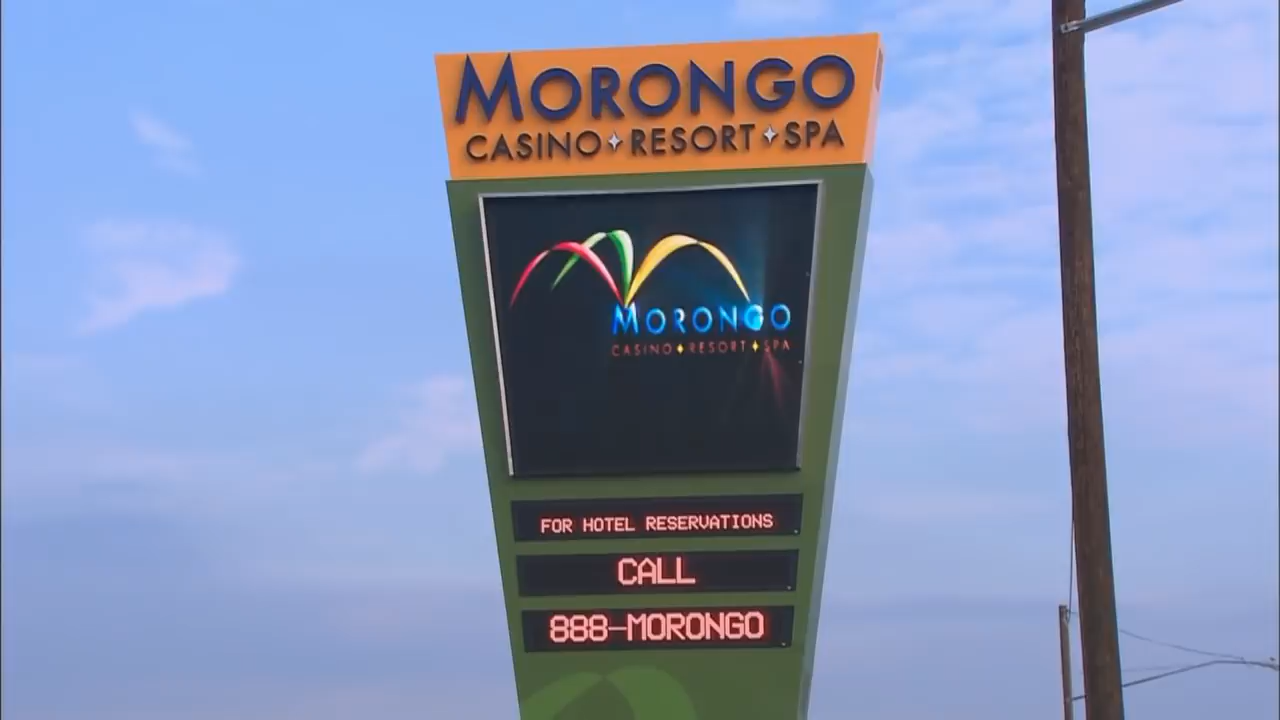 MORONGO
CASINO✦RESORT✦SPA
MORONGO
CASINO✦RESORT✦SPA
FOR HOTEL RESERVATIONS
CALL
888-MORONGO